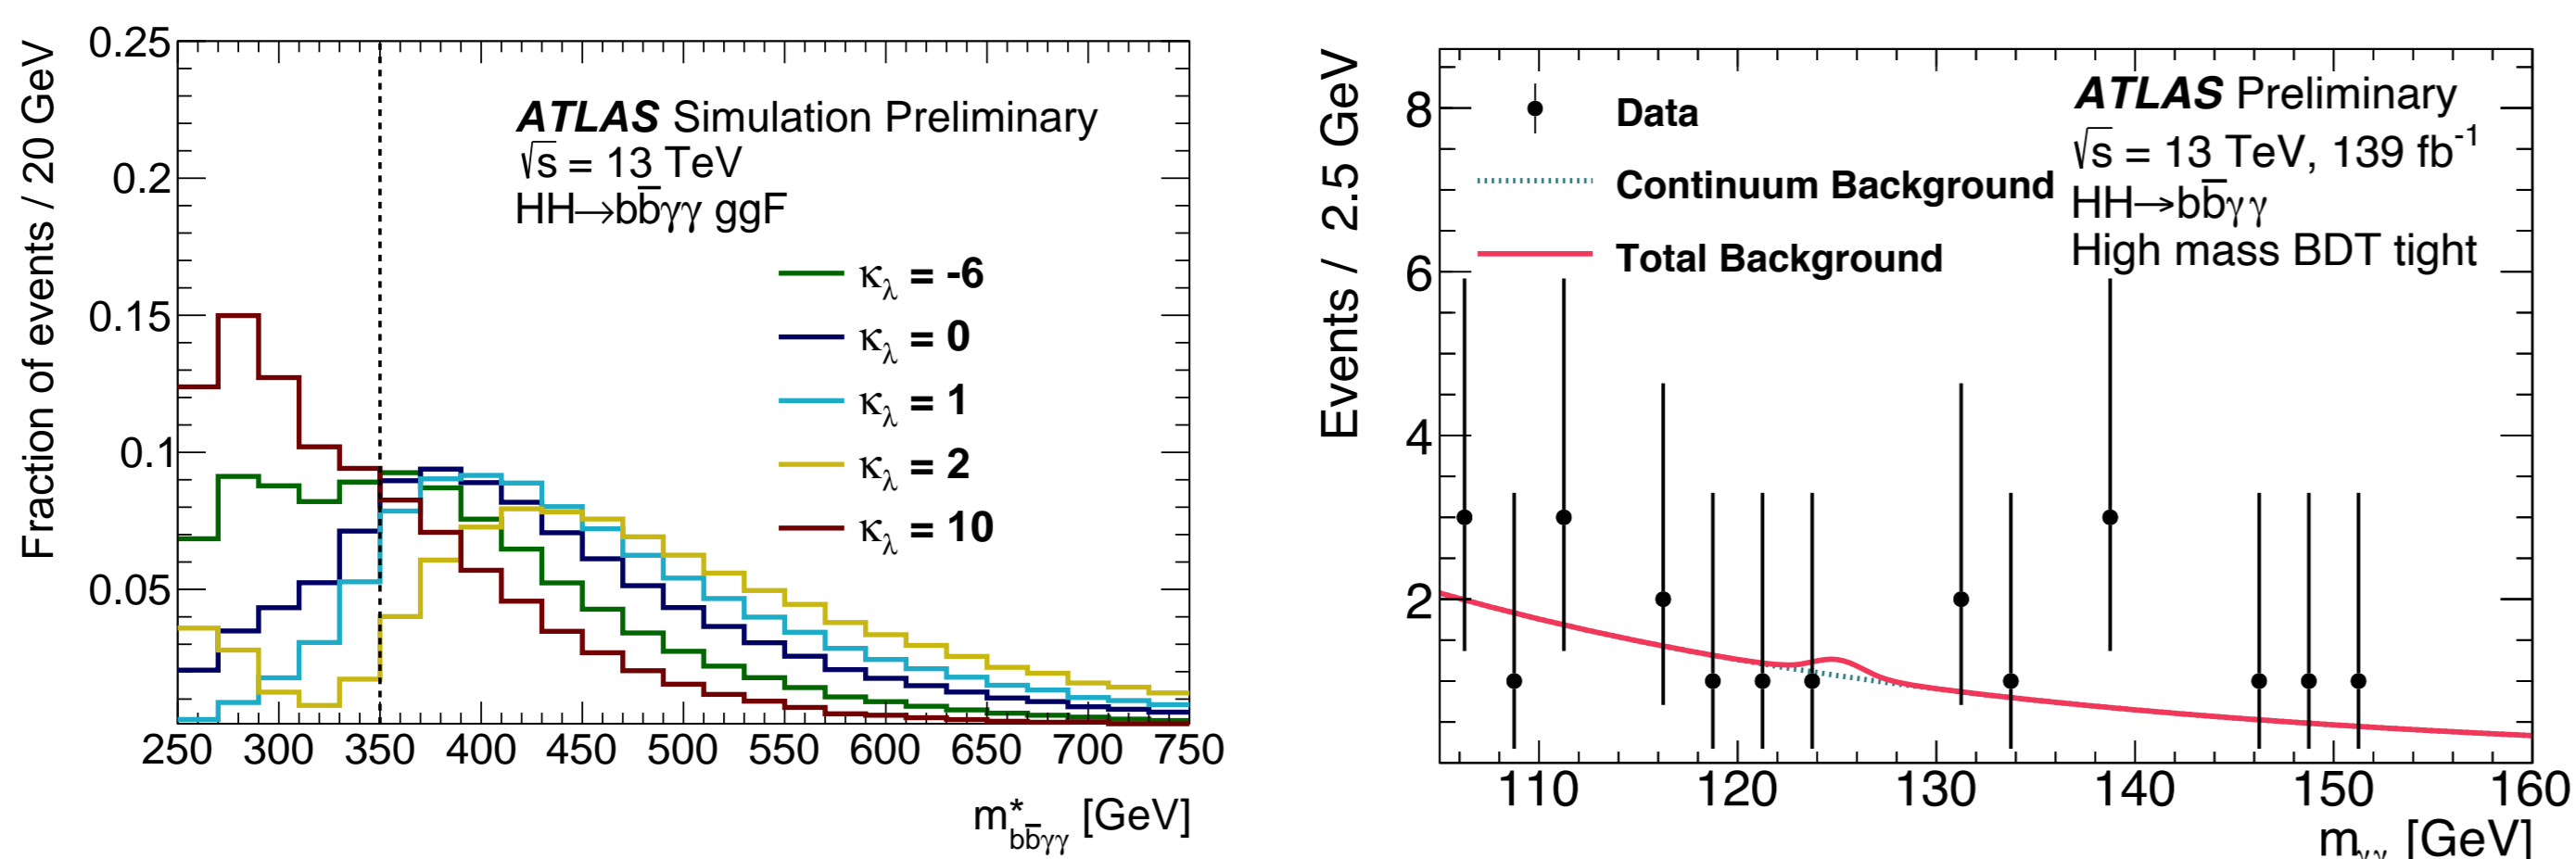 Fraction of events / 20 GeV
0.25
0.2
0.15
0.1
0.05
ATLAS Simulation Preliminary
√s = 13 TeV
HH→bb̅γγ ggF
κλ = -6
κλ = 0
κλ = 1
κλ = 2
κλ = 10
250 300 350 400 450 500 550 600 650 700 750
m*bb̅γγ [GeV]
Events / 2.5 GeV
8
6
4
2
Data
Continuum Background
Total Background
ATLAS Preliminary
√s = 13 TeV, 139 fb-1
HH→bb̅γγ
High mass BDT tight
110 120 130 140 150 160
mγγ [GeV]